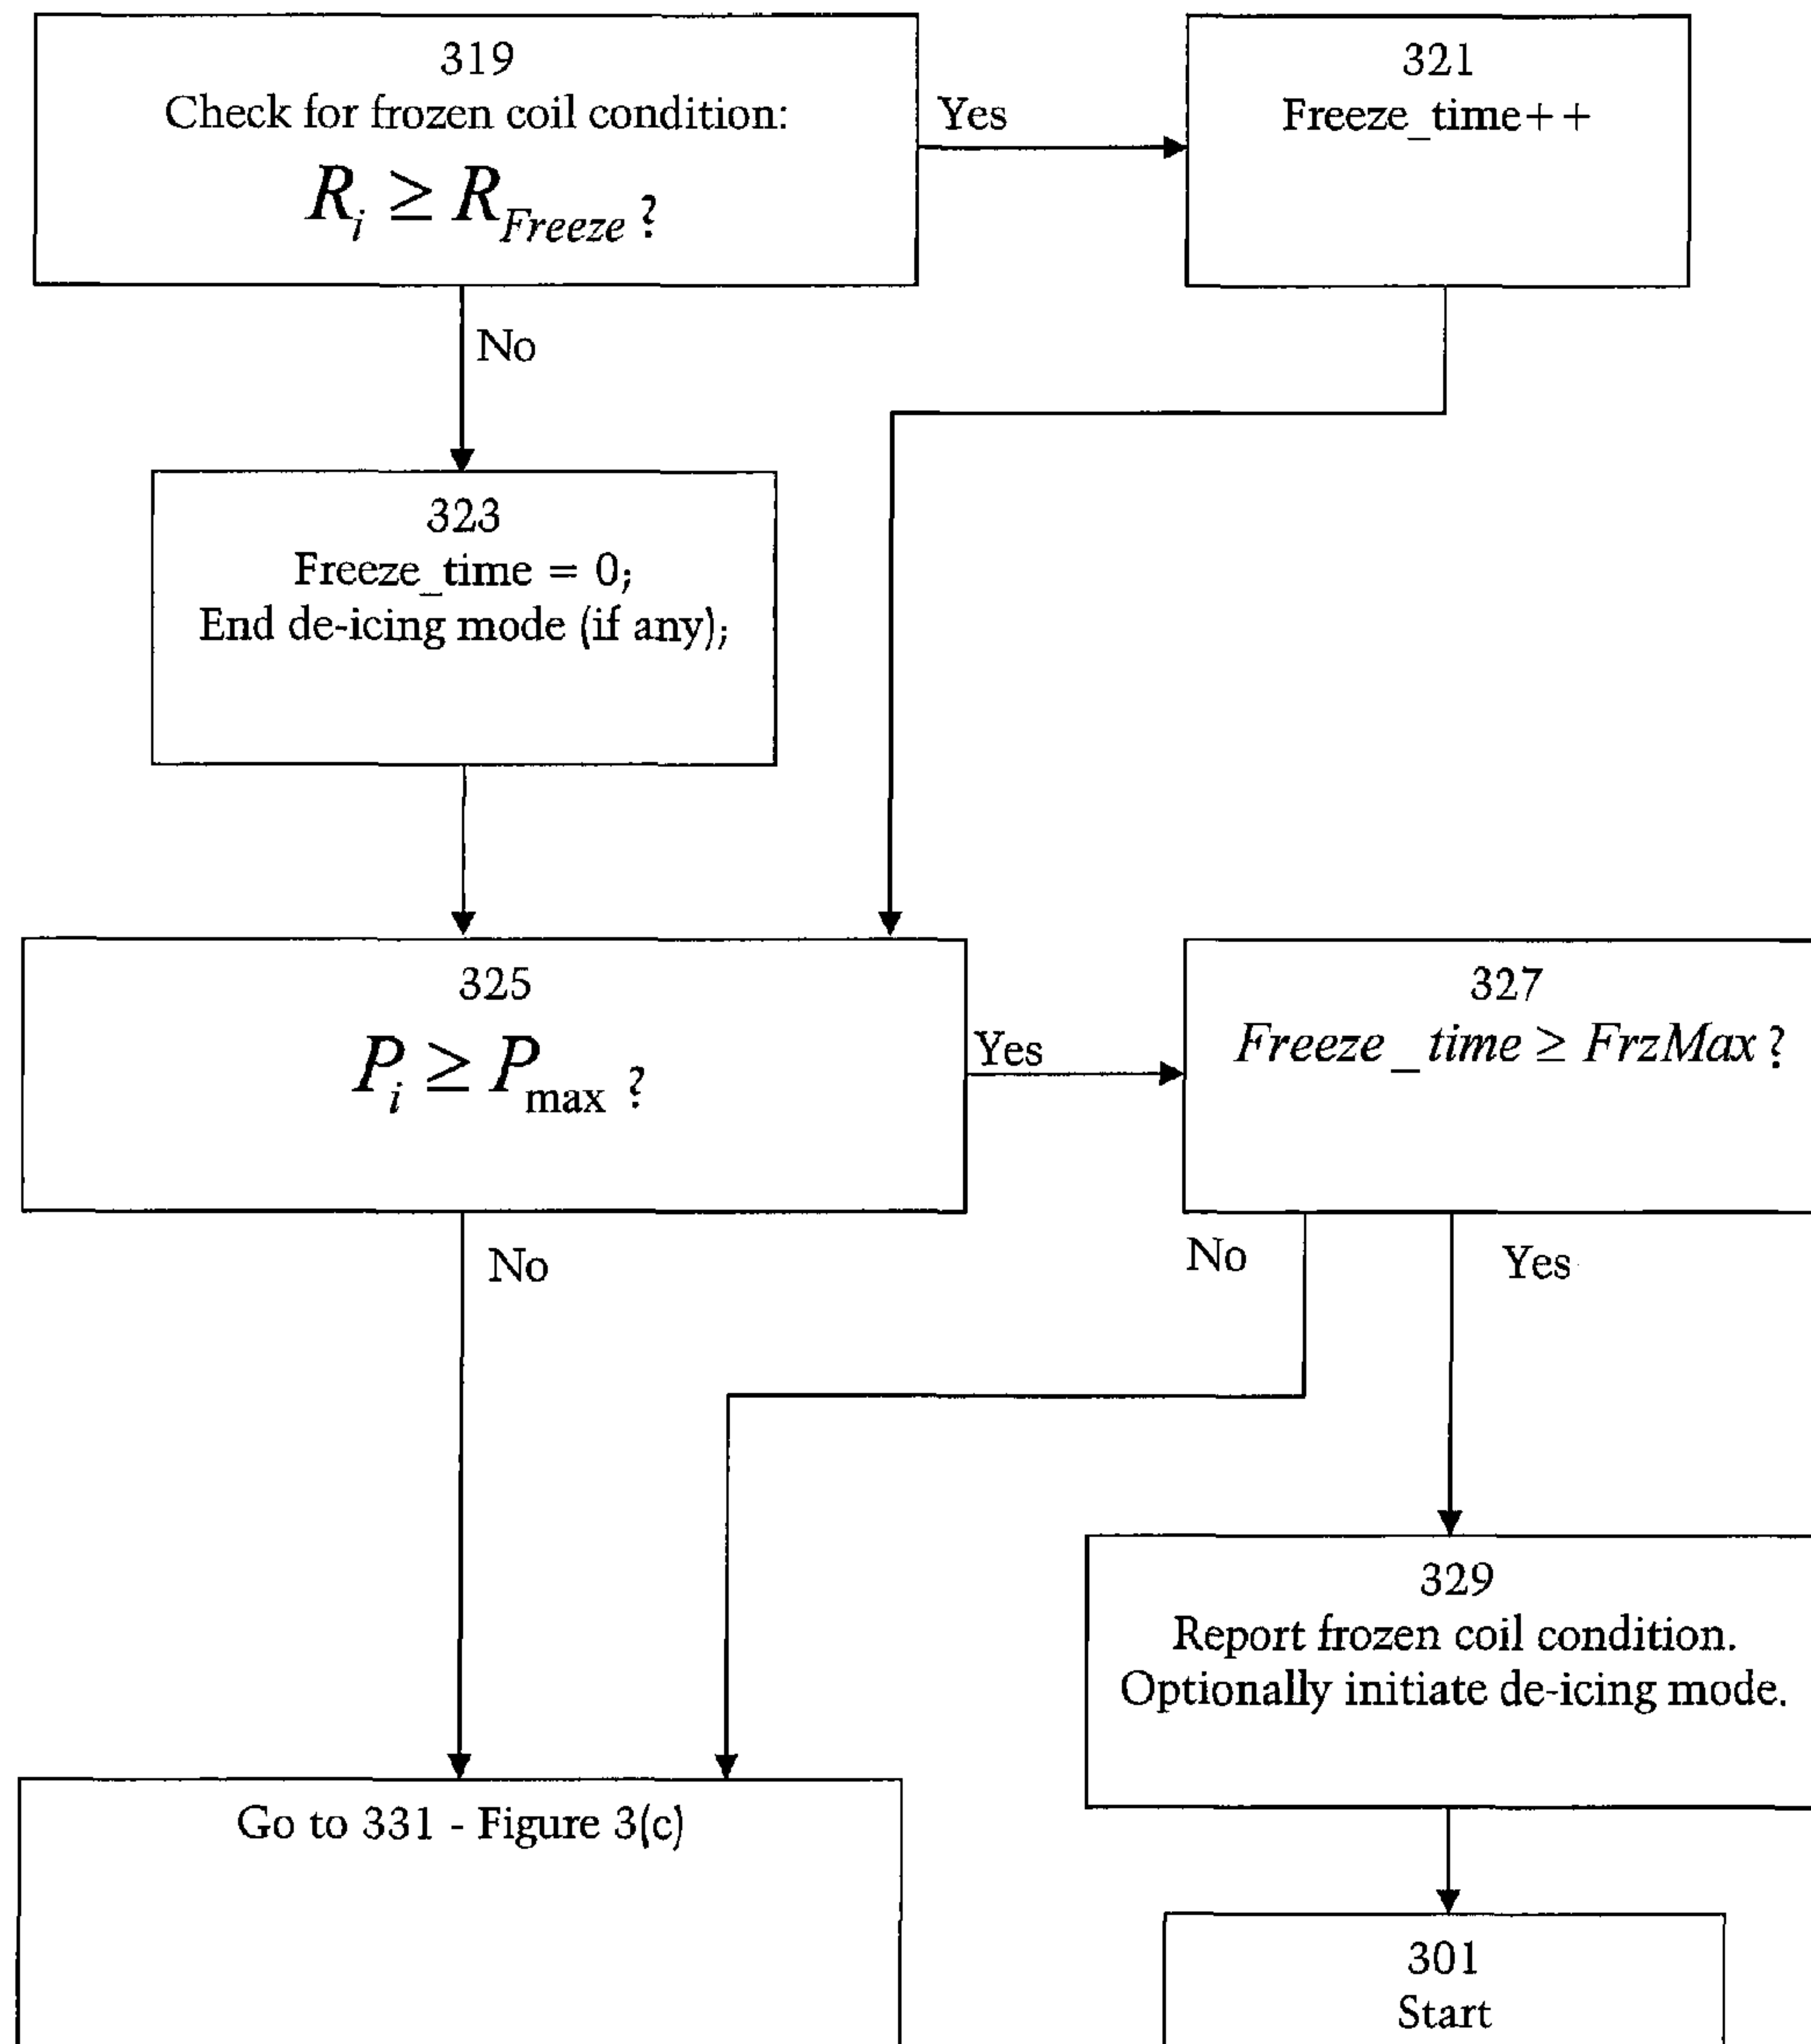 319
Check for frozen coil condition:
R_i ≥ R_Freeze ?
Yes
321
Freeze_time++
No
323
Freeze_time = 0;
End de-icing mode (if any);
325
P_i ≥ P_max ?
Yes
327
Freeze_time ≥ FrzMax ?
No
No
Yes
329
Report frozen coil condition.
Optionally initiate de-icing mode.
Go to 331 - Figure 3(c)
301
Start